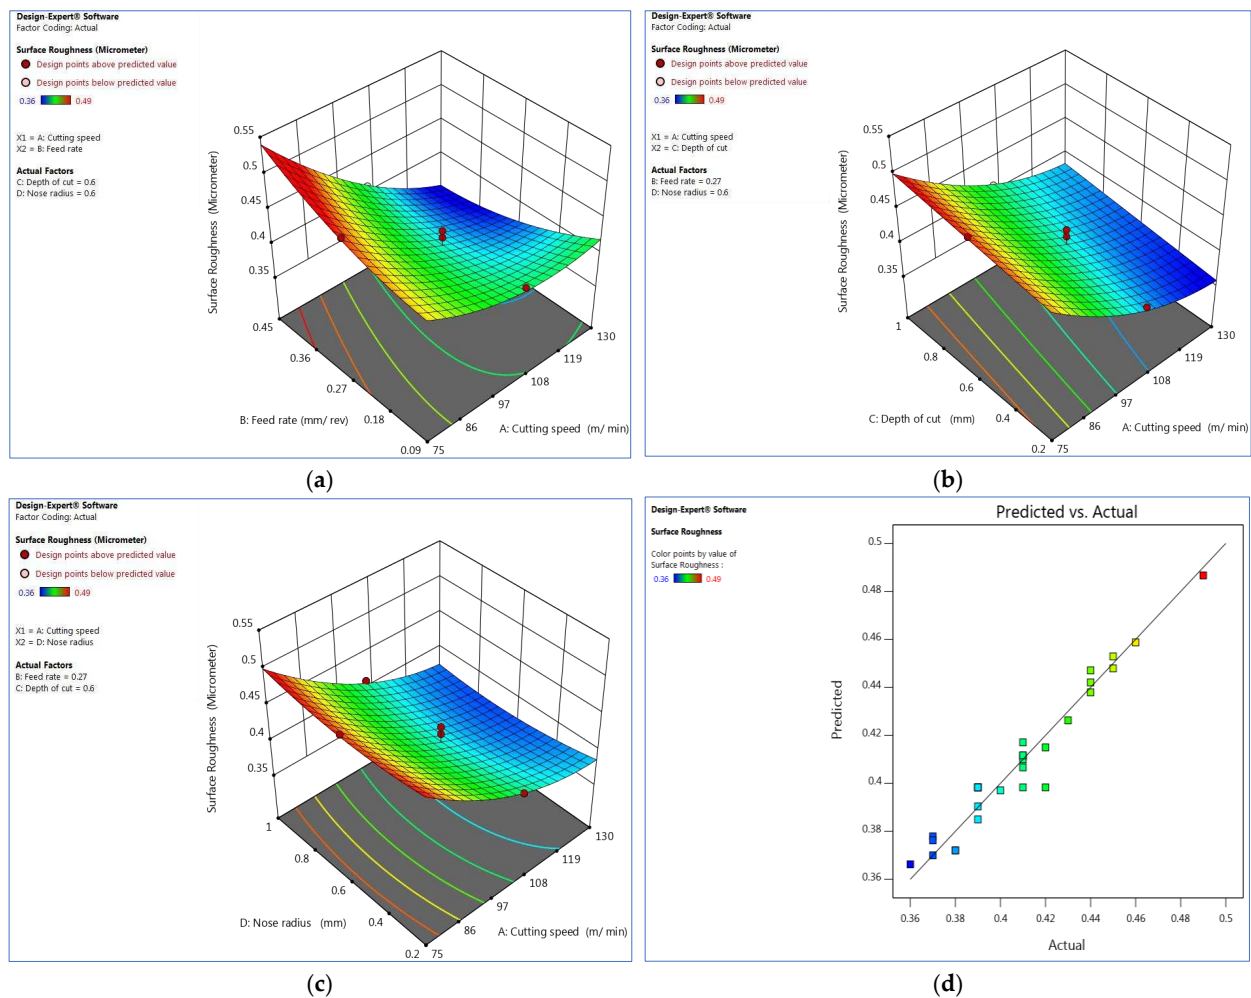 Design-Expert® Software
Factor Coding: Actual
Surface Roughness (Micrometer)
Design points above predicted value
Design points below predicted value
0.36 0.49
X1 = A: Cutting speed
X2 = B: Feed rate
Actual Factors
C: Depth of cut = 0.6
D: Nose radius = 0.6
Surface Roughness (Micrometer)
0.55
0.5
0.45
0.4
0.35
0.45
0.36
0.27
0.18
0.09
B: Feed rate (mm/ rev)
75
86
97
108
119
130
A: Cutting speed (m/ min)
(a)
Design-Expert® Software
Factor Coding: Actual
Surface Roughness (Micrometer)
Design points above predicted value
Design points below predicted value
0.36 0.49
X1 = A: Cutting speed
X2 = C: Depth of cut
Actual Factors
B: Feed rate = 0.27
D: Nose radius = 0.6
Surface Roughness (Micrometer)
0.55
0.5
0.45
0.4
0.35
1
0.8
0.6
0.4
0.2
C: Depth of cut (mm)
75
86
97
108
119
130
A: Cutting speed (m/ min)
(b)
Design-Expert® Software
Factor Coding: Actual
Surface Roughness (Micrometer)
Design points above predicted value
Design points below predicted value
0.36 0.49
X1 = A: Cutting speed
X2 = D: Nose radius
Actual Factors
B: Feed rate = 0.27
C: Depth of cut = 0.6
Surface Roughness (Micrometer)
0.55
0.5
0.45
0.4
0.35
1
0.8
0.6
0.4
0.2
D: Nose radius (mm)
75
86
97
108
119
130
A: Cutting speed (m/ min)
(c)
Design-Expert® Software
Surface Roughness
Color points by value of
Surface Roughness :
0.36 0.49
Predicted vs. Actual
Predicted
0.5
0.48
0.46
0.44
0.42
0.4
0.38
0.36
0.36 0.38 0.4 0.42 0.44 0.46 0.48 0.5
Actual
(d)